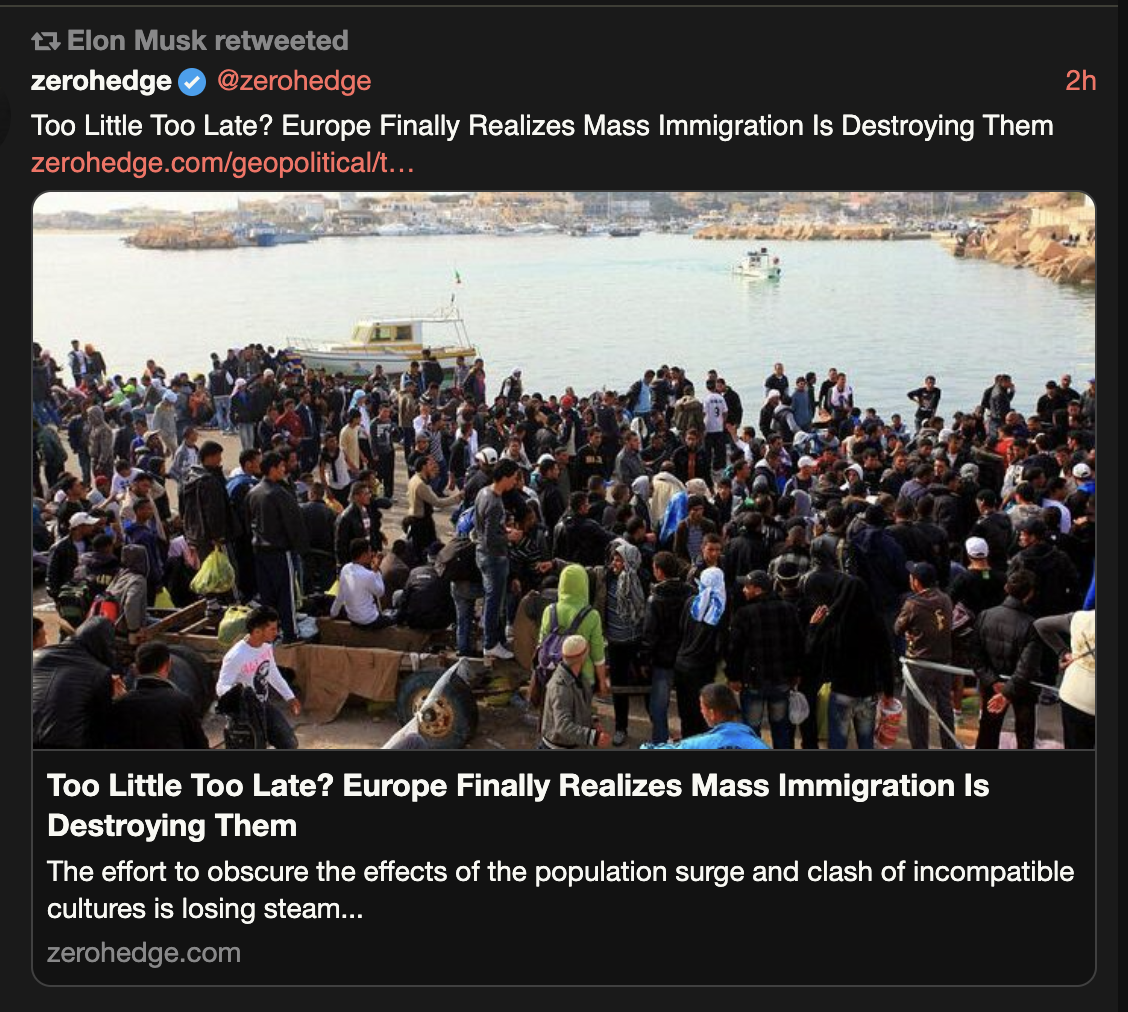 Elon Musk retweeted
zerohedge @zerohedge 2h
Too Little Too Late? Europe Finally Realizes Mass Immigration Is Destroying Them
zerohedge.com/geopolitical/t…
Too Little Too Late? Europe Finally Realizes Mass Immigration Is
Destroying Them
The effort to obscure the effects of the population surge and clash of incompatible
cultures is losing steam...
zerohedge.com